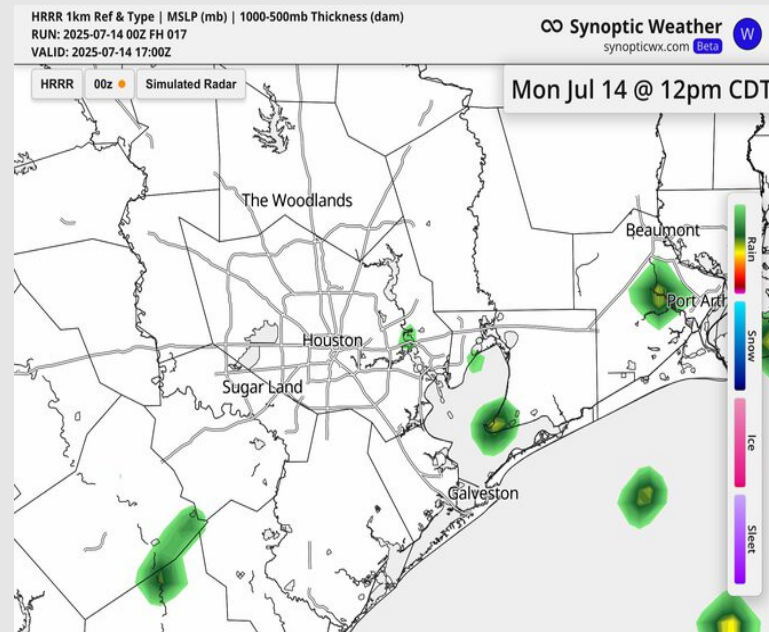 HRRR 1km Ref & Type | MSLP (mb) | 1000-500mb Thickness (dam)
RUN: 2025-07-14 00Z FH 017
VALID: 2025-07-14 17:00Z
Synoptic Weather
synopticwx.com Beta
W
HRRR
00z
Simulated Radar
Mon Jul 14 @ 12pm CDT
The Woodlands
Beaumont
Port Arth
Houston
Sugar Land
Galveston
Rain
Snow
Ice
Sleet